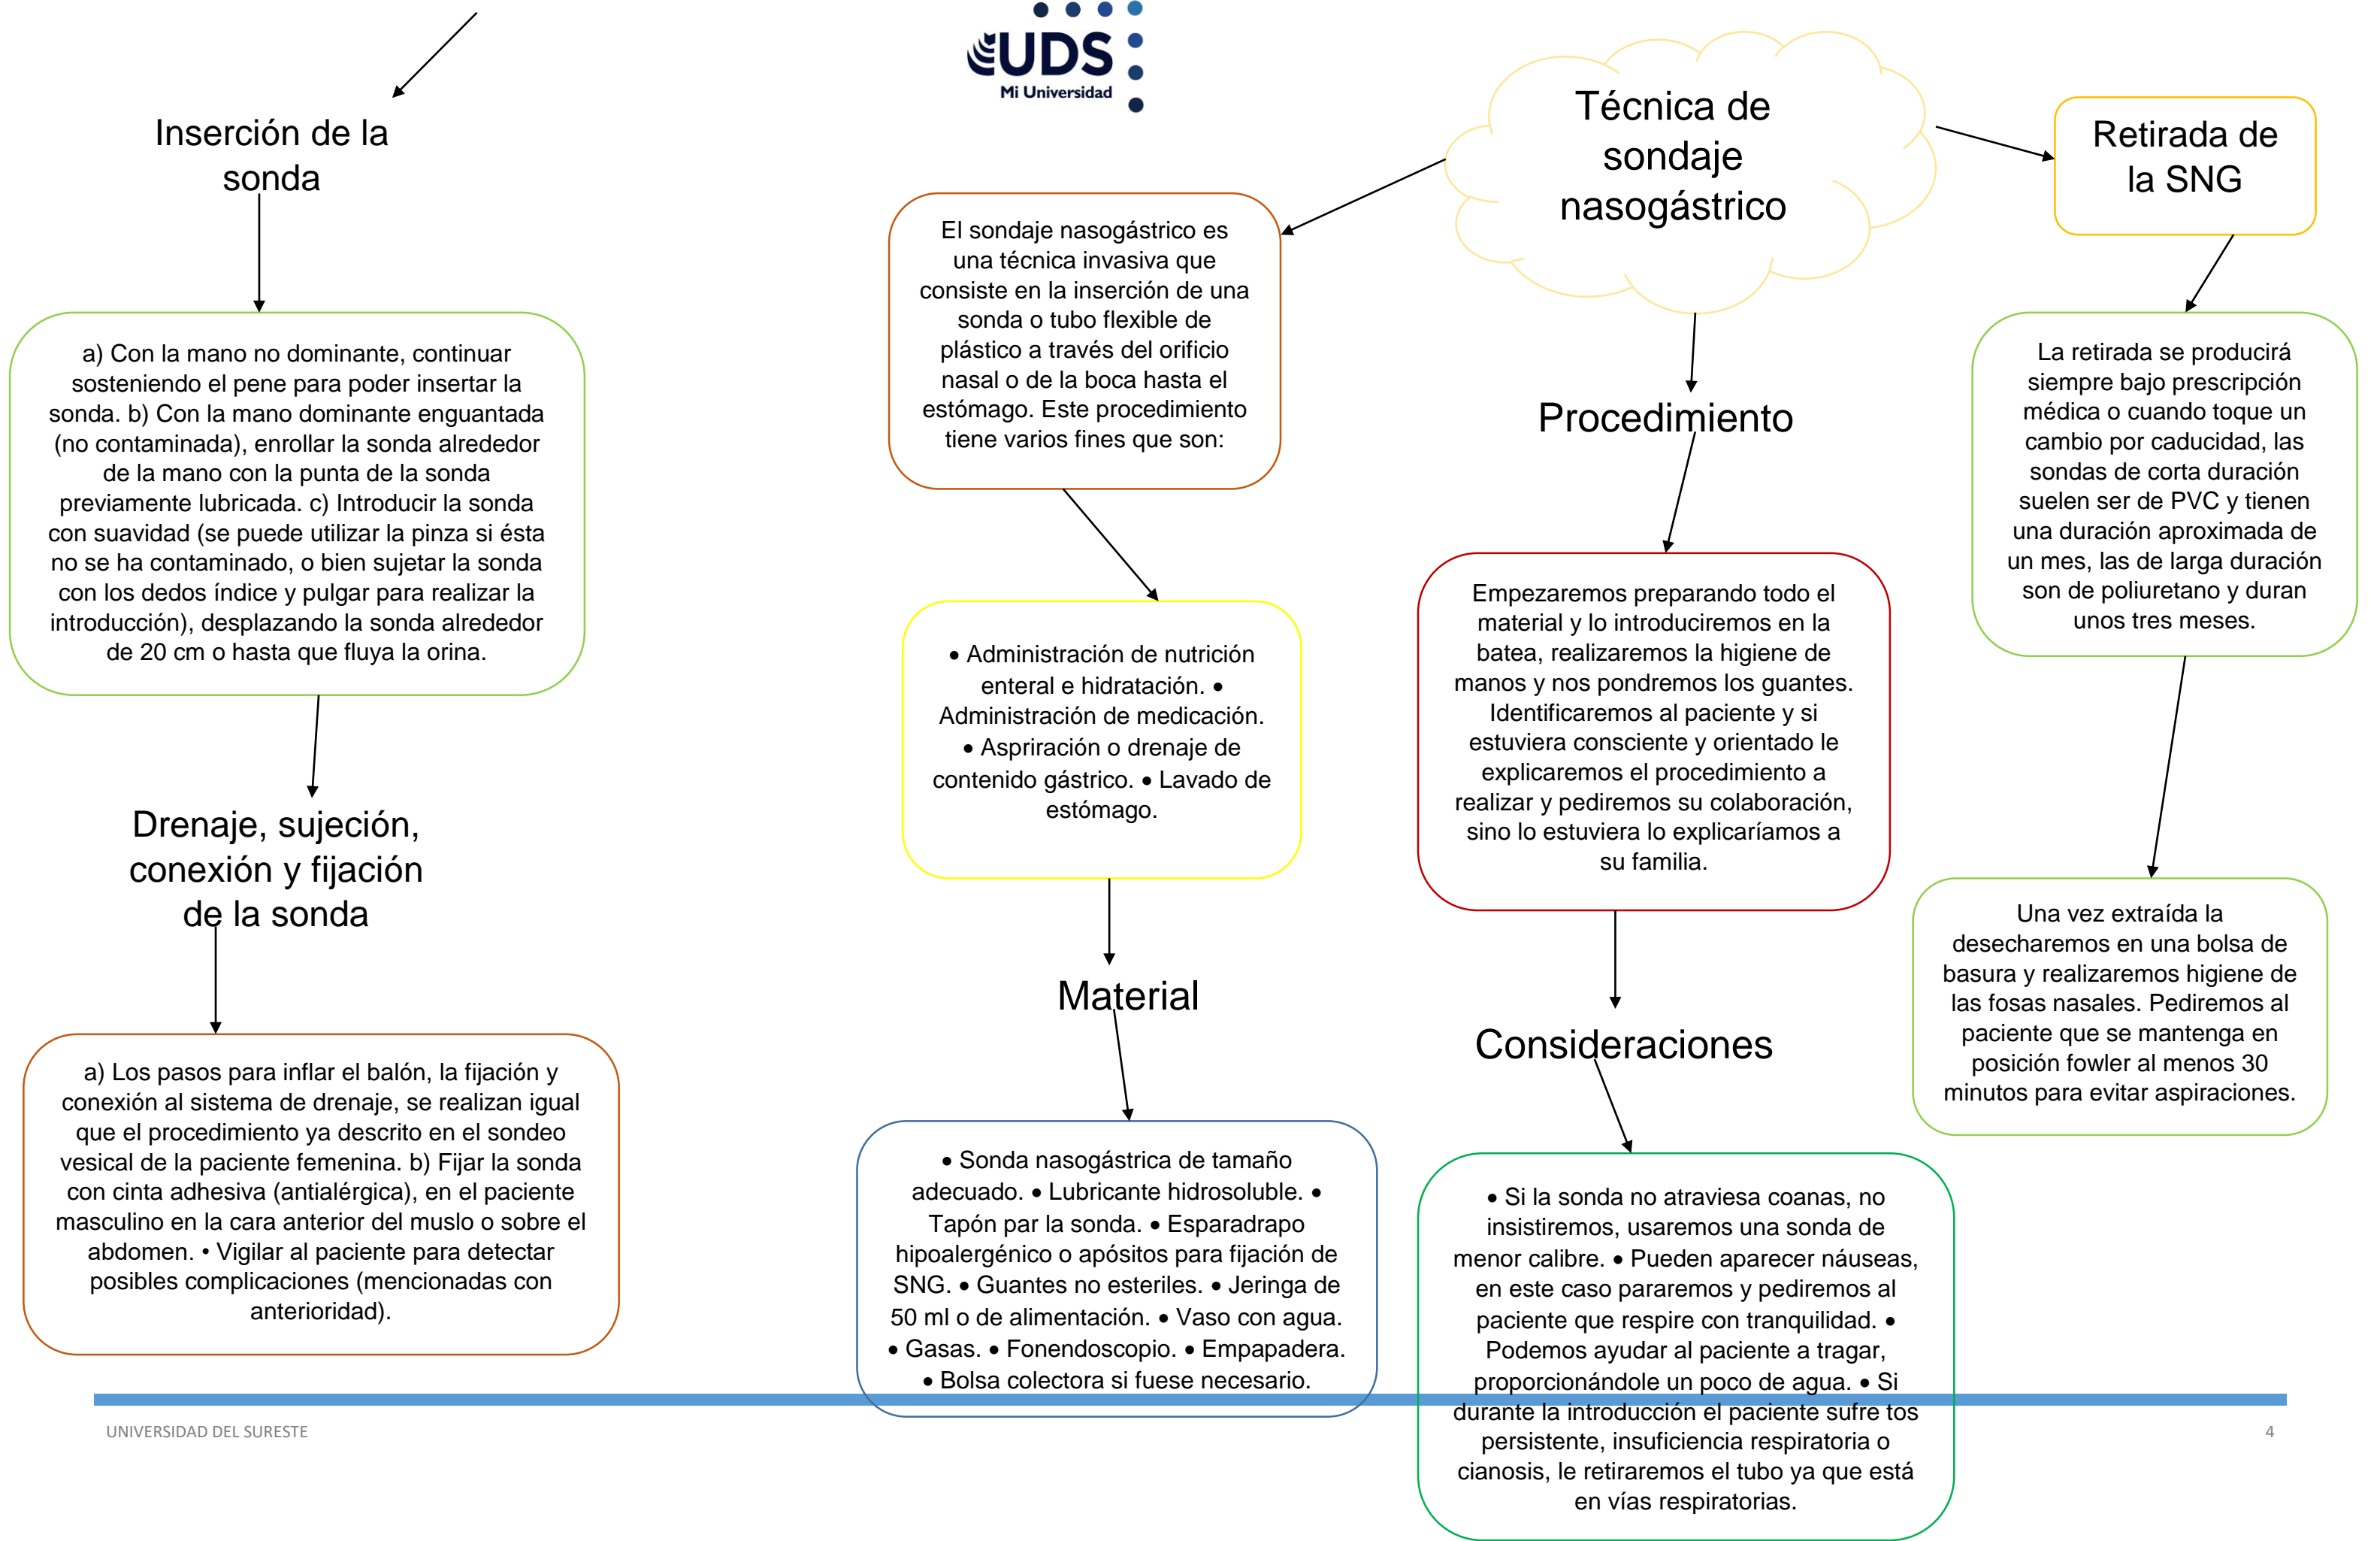 UDS
Mi Universidad
Inserción de la
sonda
a) Con la mano no dominante, continuar
sosteniendo el pene para poder insertar la
sonda. b) Con la mano dominante enguantada
(no contaminada), enrollar la sonda alrededor
de la mano con la punta de la sonda
previamente lubricada. c) Introducir la sonda
con suavidad (se puede utilizar la pinza si ésta
no se ha contaminado, o bien sujetar la sonda
con los dedos índice y pulgar para realizar la
introducción), desplazando la sonda alrededor
de 20 cm o hasta que fluya la orina.
Drenaje, sujeción,
conexión y fijación
de la sonda
a) Los pasos para inflar el balón, la fijación y
conexión al sistema de drenaje, se realizan igual
que el procedimiento ya descrito en el sondeo
vesical de la paciente femenina. b) Fijar la sonda
con cinta adhesiva (antialérgica), en el paciente
masculino en la cara anterior del muslo o sobre el
abdomen. • Vigilar al paciente para detectar
posibles complicaciones (mencionadas con
anterioridad).
Técnica de
sondaje
nasogástrico
El sondaje nasogástrico es
una técnica invasiva que
consiste en la inserción de una
sonda o tubo flexible de
plástico a través del orificio
nasal o de la boca hasta el
estómago. Este procedimiento
tiene varios fines que son:
• Administración de nutrición
enteral e hidratación. •
Administración de medicación.
• Aspriración o drenaje de
contenido gástrico. • Lavado de
estómago.
Material
• Sonda nasogástrica de tamaño
adecuado. • Lubricante hidrosoluble. •
Tapón par la sonda. • Esparadrapo
hipoalergénico o apósitos para fijación de
SNG. • Guantes no esteriles. • Jeringa de
50 ml o de alimentación. • Vaso con agua.
• Gasas. • Fonendoscopio. • Empapadera.
• Bolsa colectora si fuese necesario.
Procedimiento
Empezaremos preparando todo el
material y lo introduciremos en la
batea, realizaremos la higiene de
manos y nos pondremos los guantes.
Identificaremos al paciente y si
estuviera consciente y orientado le
explicaremos el procedimiento a
realizar y pediremos su colaboración,
sino lo estuviera lo explicaríamos a
su familia.
Consideraciones
• Si la sonda no atraviesa coanas, no
insistiremos, usaremos una sonda de
menor calibre. • Pueden aparecer náuseas,
en este caso pararemos y pediremos al
paciente que respire con tranquilidad. •
Podemos ayudar al paciente a tragar,
proporcionándole un poco de agua. • Si
durante la introducción el paciente sufre tos
persistente, insuficiencia respiratoria o
cianosis, le retiraremos el tubo ya que está
en vías respiratorias.
Retirada de
la SNG
La retirada se producirá
siempre bajo prescripción
médica o cuando toque un
cambio por caducidad, las
sondas de corta duración
suelen ser de PVC y tienen
una duración aproximada de
un mes, las de larga duración
son de poliuretano y duran
unos tres meses.
Una vez extraída la
desecharemos en una bolsa de
basura y realizaremos higiene de
las fosas nasales. Pediremos al
paciente que se mantenga en
posición fowler al menos 30
minutos para evitar aspiraciones.
UNIVERSIDAD DEL SURESTE
4